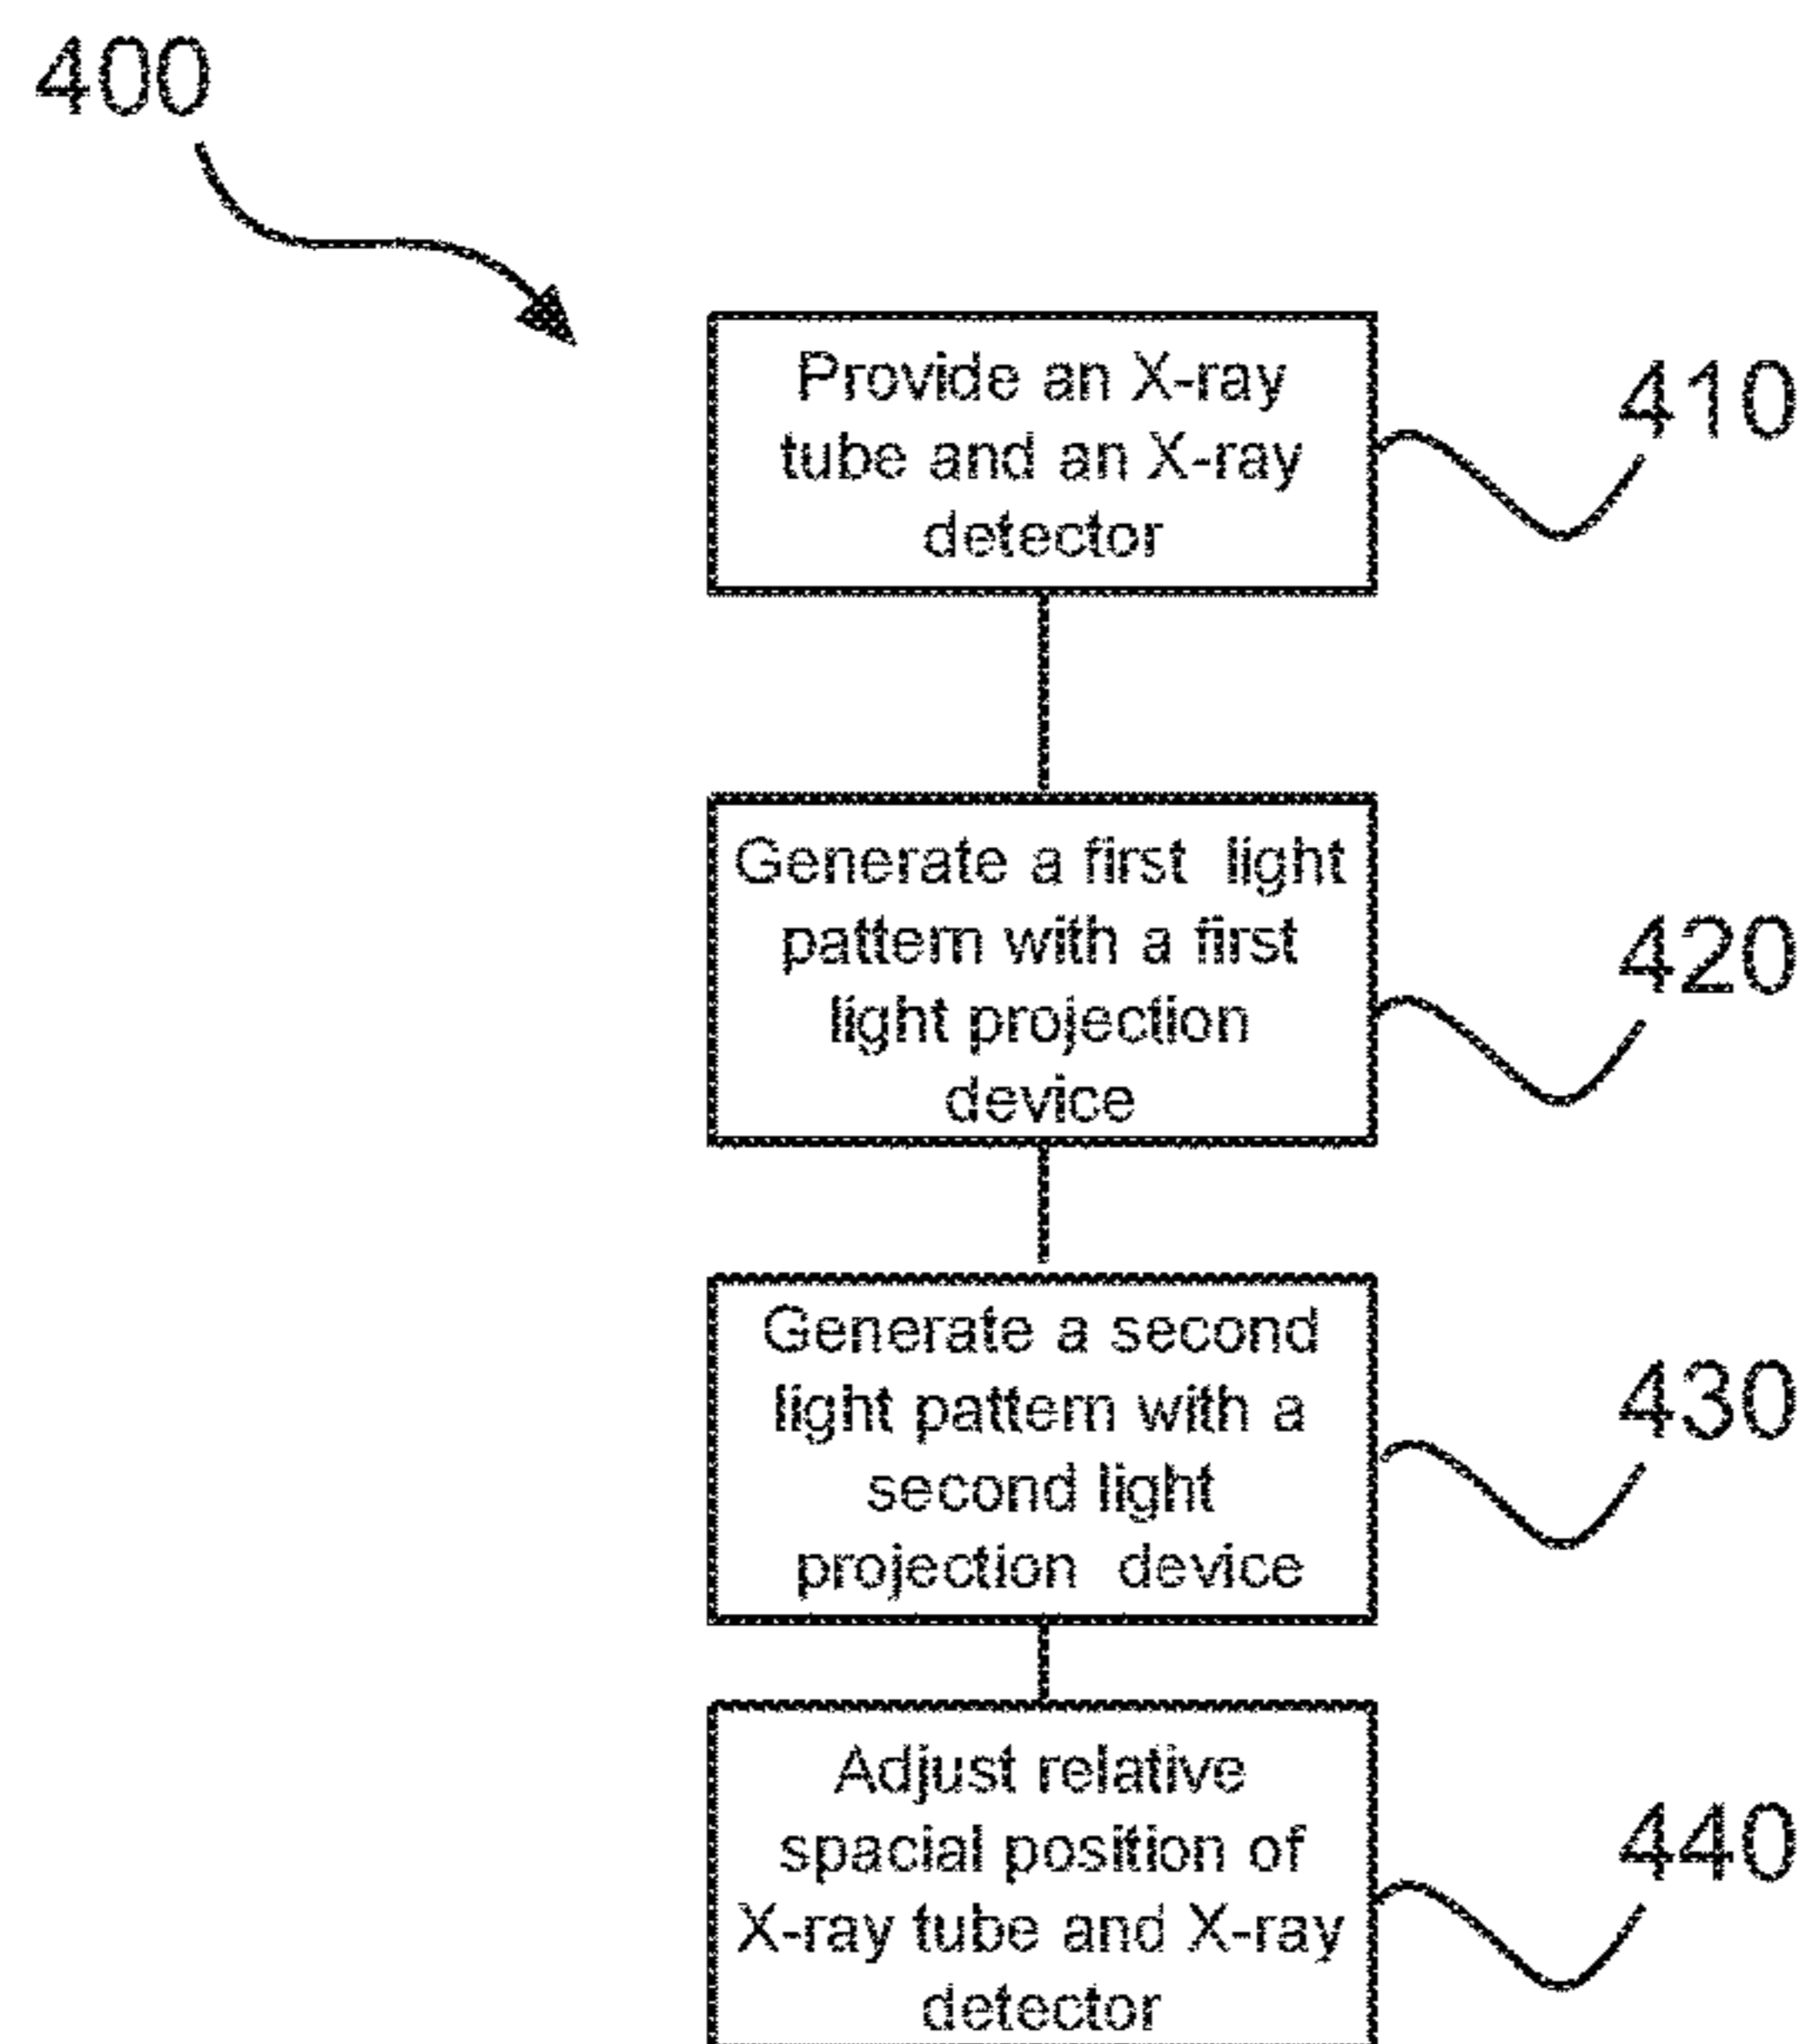 400
Provide an X-ray
tube and an X-ray
detector
410
Generate a first light
pattern with a first
light projection
device
420
Generate a second
light pattern with a
second light
projection device
430
Adjust relative
spacial position of
X-ray tube and X-ray
detector
440